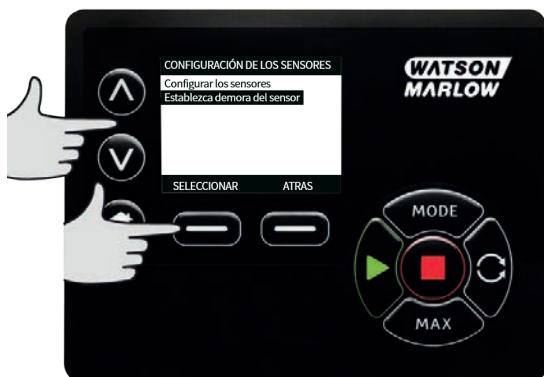 CONFIGURACIÓN DE LOS SENSORES
Configurar los sensores
Establezca demora del sensor
SELECCIONAR ATRAS
WATSON
MARLOW
MODE
MAX